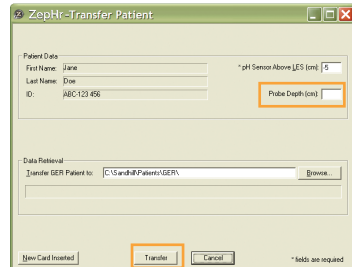 ZepHr -Transfer Patient
Patient Data
First Name: Jane
* pH Sensor Above LES (cm): -5
Last Name: Doe
ID: ABC-123 456
Probe Depth (cm):
Data Retrieval
Transfer GER Patient to: C:\Sandhill\Patients\GER\ Browse...
New Card Inserted Transfer Cancel * fields are required